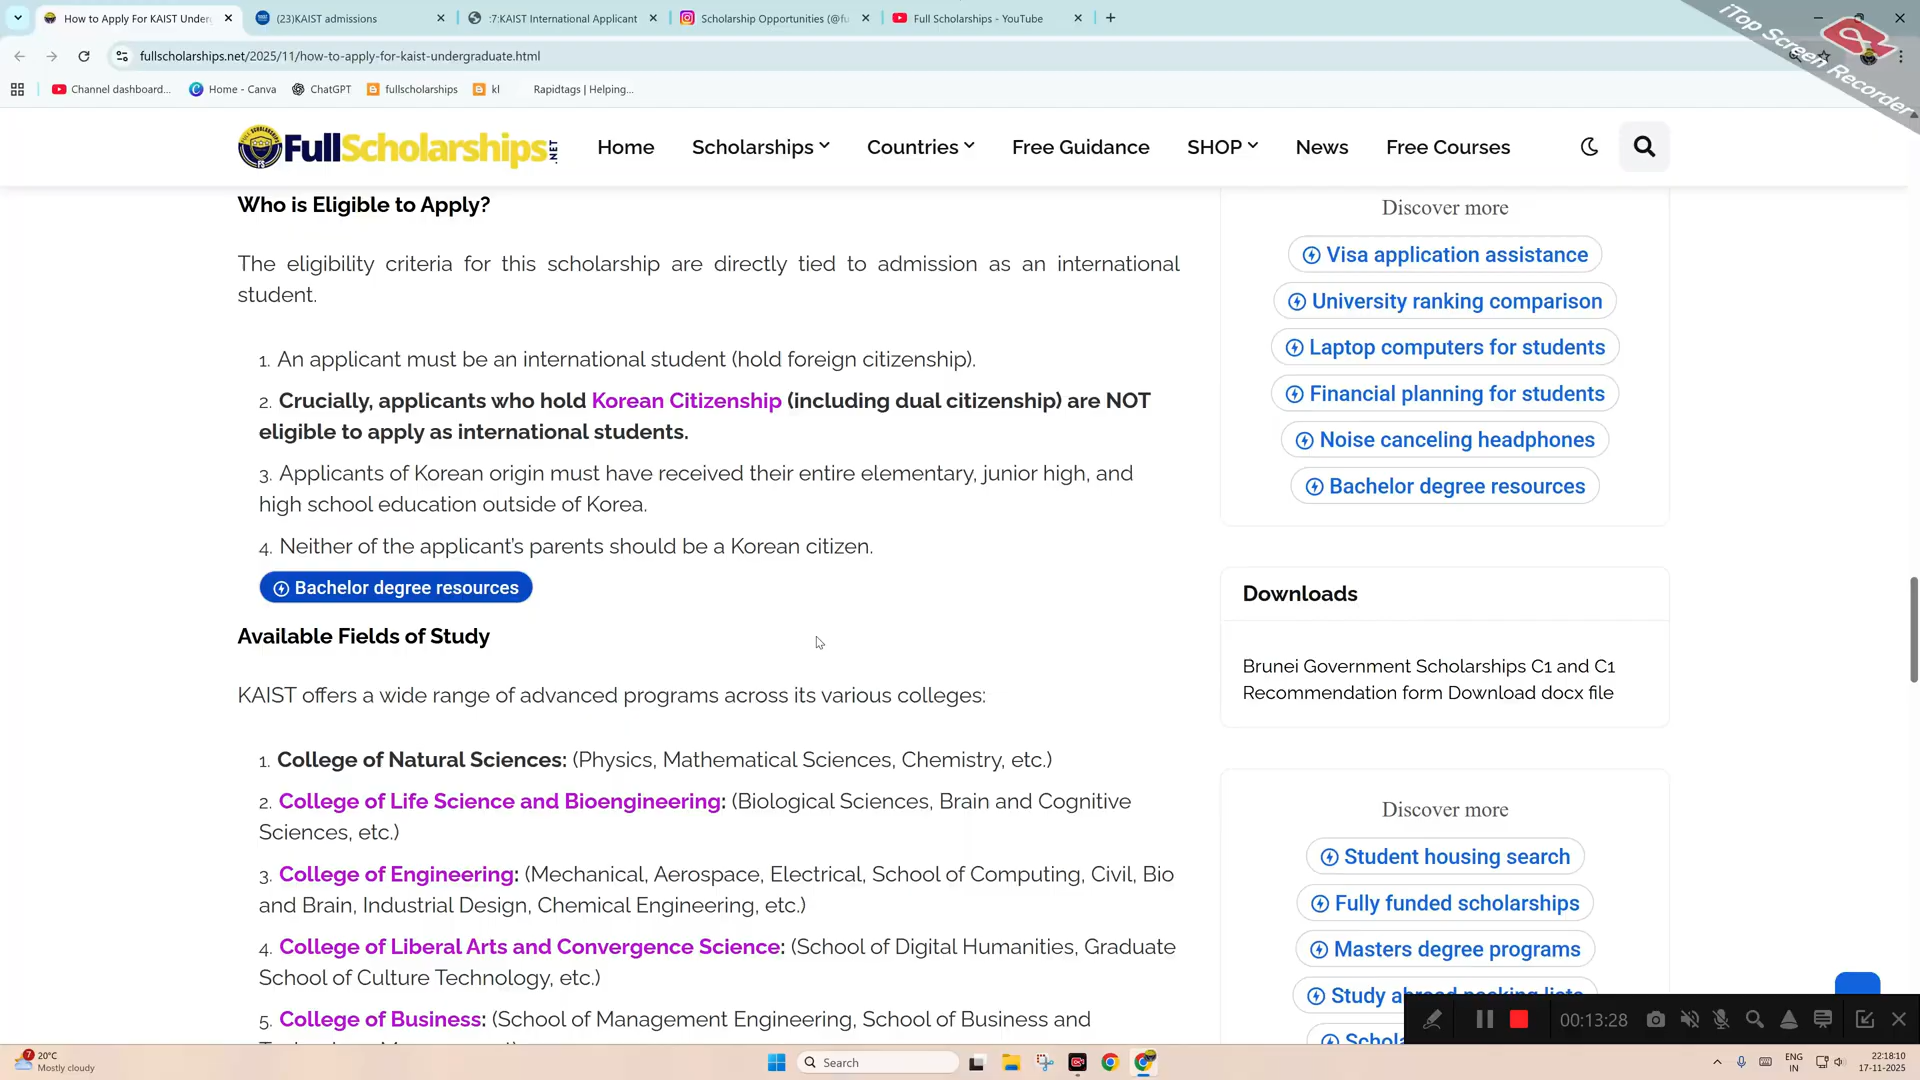 How to Apply For KAIST Underg
(23)KAIST admissions
:7:KAIST International Applicant
Scholarship Opportunities (@fu
Full Scholarships - YouTube
iTop Screen Recorder
fullscholarships.net/2025/11/how-to-apply-for-kaist-undergraduate.html
Channel dashboard...
Home - Canva
ChatGPT
fullscholarships
kl
Rapidtags | Helping...
FullScholarships.NET
Home
Scholarships
Countries
Free Guidance
SHOP
News
Free Courses
Who is Eligible to Apply?
The eligibility criteria for this scholarship are directly tied to admission as an international
student.
1. An applicant must be an international student (hold foreign citizenship).
2. Crucially, applicants who hold Korean Citizenship (including dual citizenship) are NOT
eligible to apply as international students.
3. Applicants of Korean origin must have received their entire elementary, junior high, and
high school education outside of Korea.
4. Neither of the applicant's parents should be a Korean citizen.
Bachelor degree resources
Available Fields of Study
KAIST offers a wide range of advanced programs across its various colleges:
1. College of Natural Sciences: (Physics, Mathematical Sciences, Chemistry, etc.)
2. College of Life Science and Bioengineering: (Biological Sciences, Brain and Cognitive
Sciences, etc.)
3. College of Engineering: (Mechanical, Aerospace, Electrical, School of Computing, Civil, Bio
and Brain, Industrial Design, Chemical Engineering, etc.)
4. College of Liberal Arts and Convergence Science: (School of Digital Humanities, Graduate
School of Culture Technology, etc.)
5. College of Business: (School of Management Engineering, School of Business and
Discover more
Visa application assistance
University ranking comparison
Laptop computers for students
Financial planning for students
Noise canceling headphones
Bachelor degree resources
Downloads
Brunei Government Scholarships C1 and C1
Recommendation form Download docx file
Discover more
Student housing search
Fully funded scholarships
Masters degree programs
Study abroad packing lists
Schola
00:13:28
7
20°C
Mostly cloudy
Search
ENG
IN
22:18:10
17-11-2025